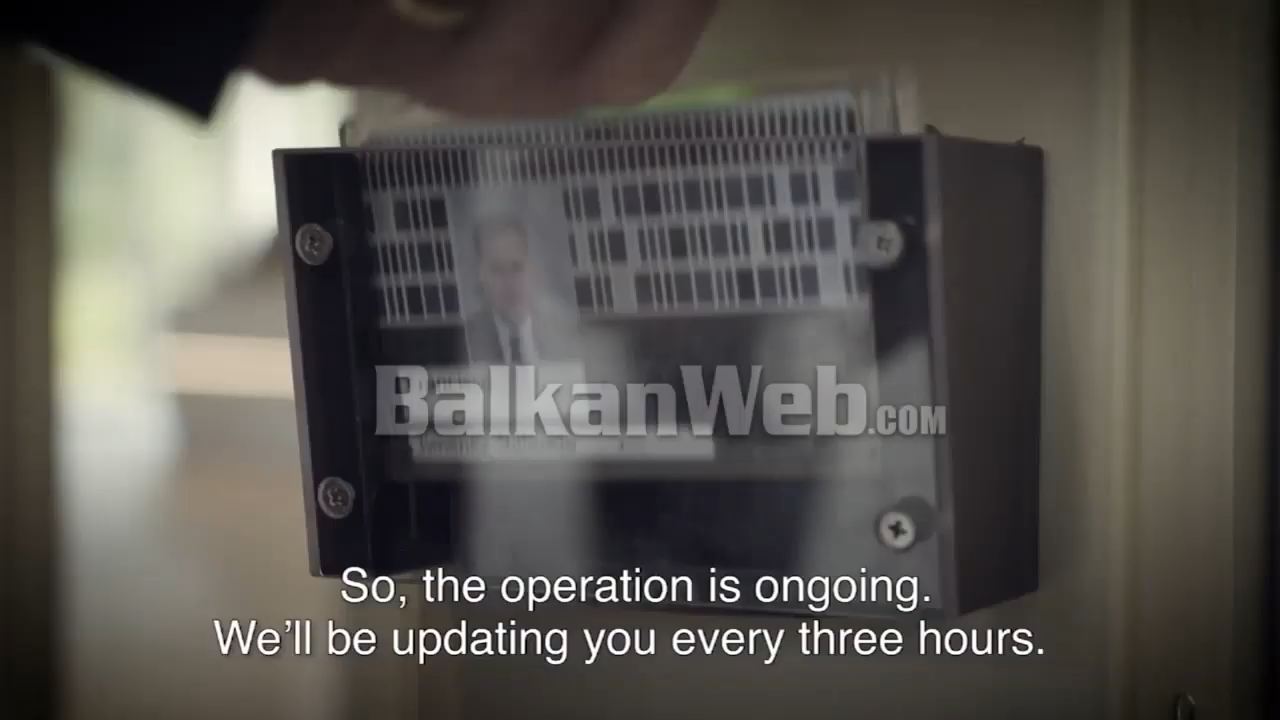 BalkanWeb.com
So, the operation is ongoing.
We'll be updating you every three hours.